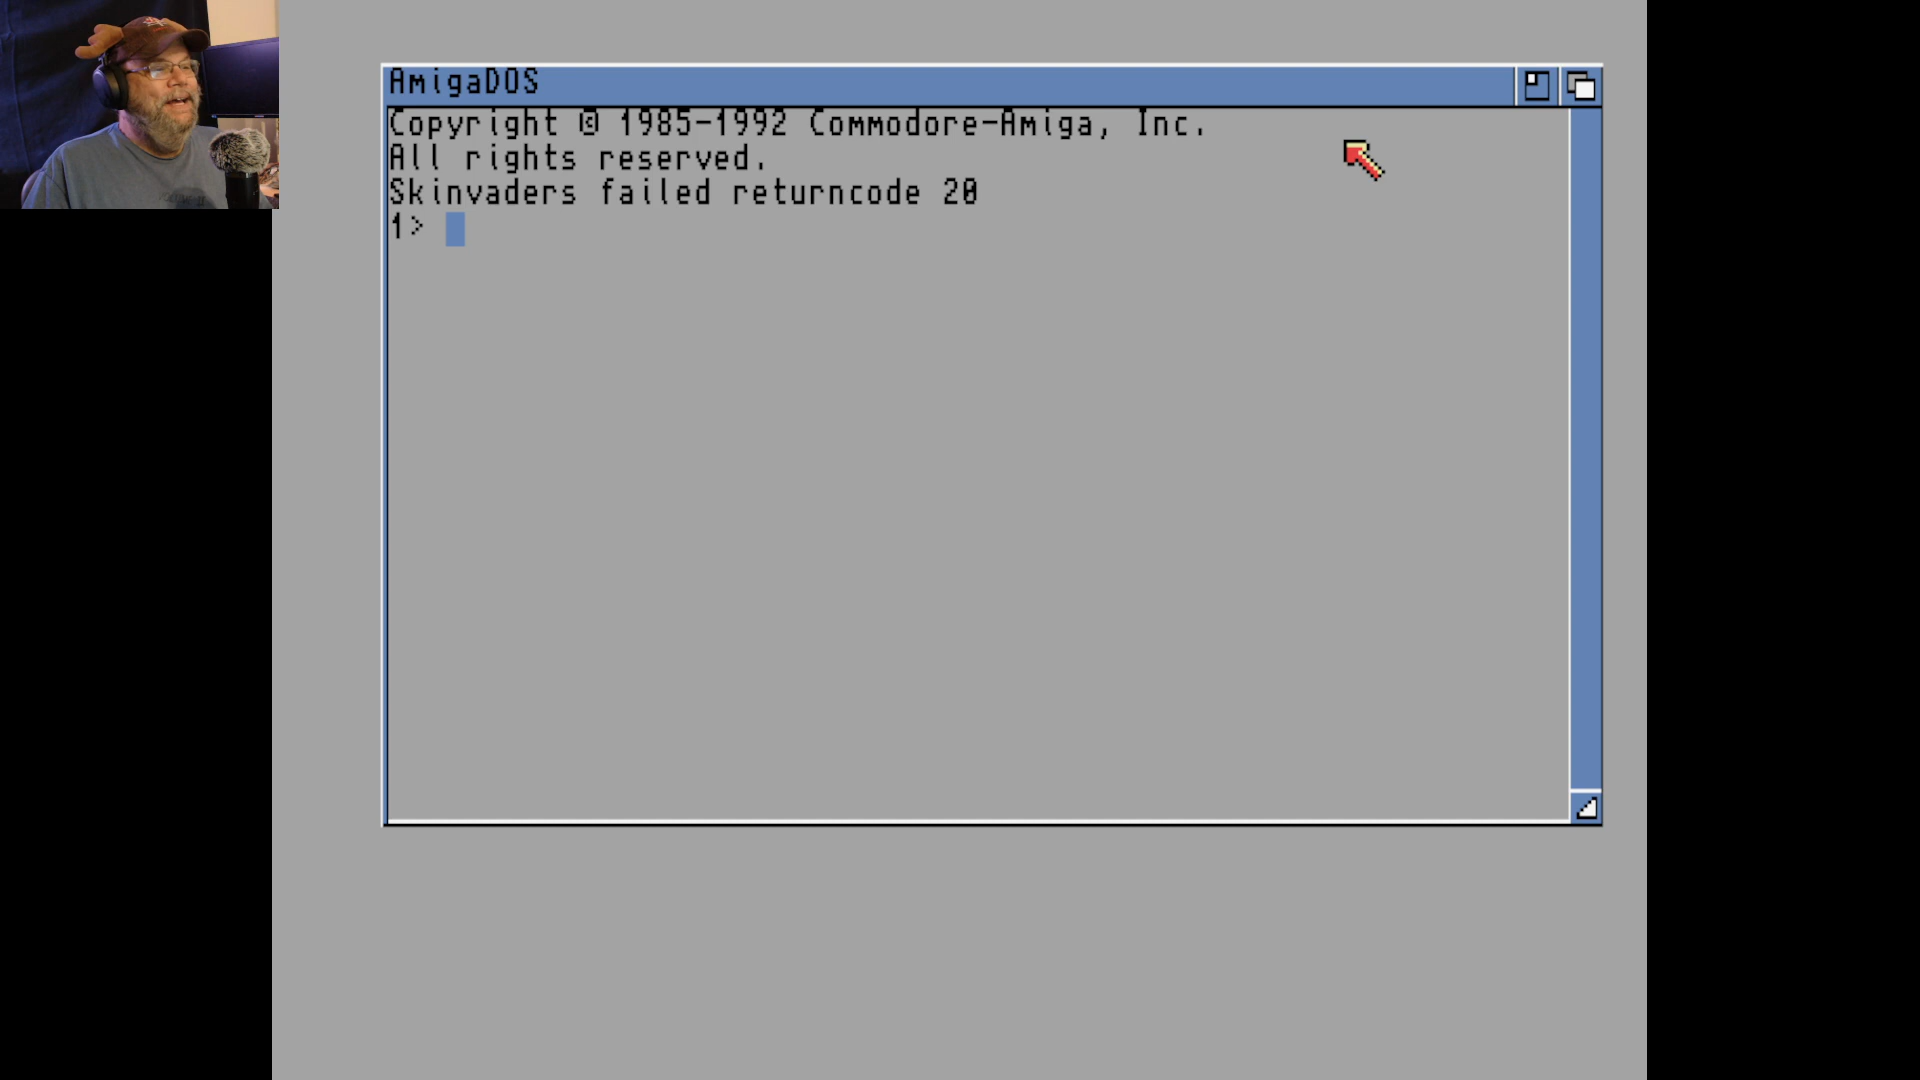 AmigaDOS
Copyright © 1985-1992 Commodore-Amiga, Inc.
All rights reserved.
Skinvaders failed returncode 20
1>